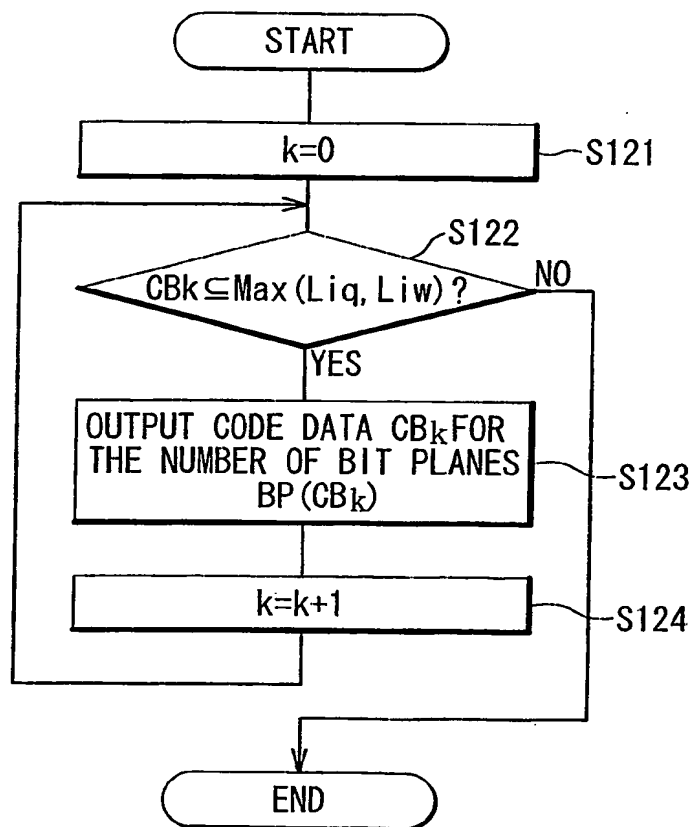 START
k=0
S121
S122
CBk⊆Max(Liq,Liw)?
NO
YES
OUTPUT CODE DATA CBk FOR
THE NUMBER OF BIT PLANES
BP(CBk)
S123
k=k+1
S124
END